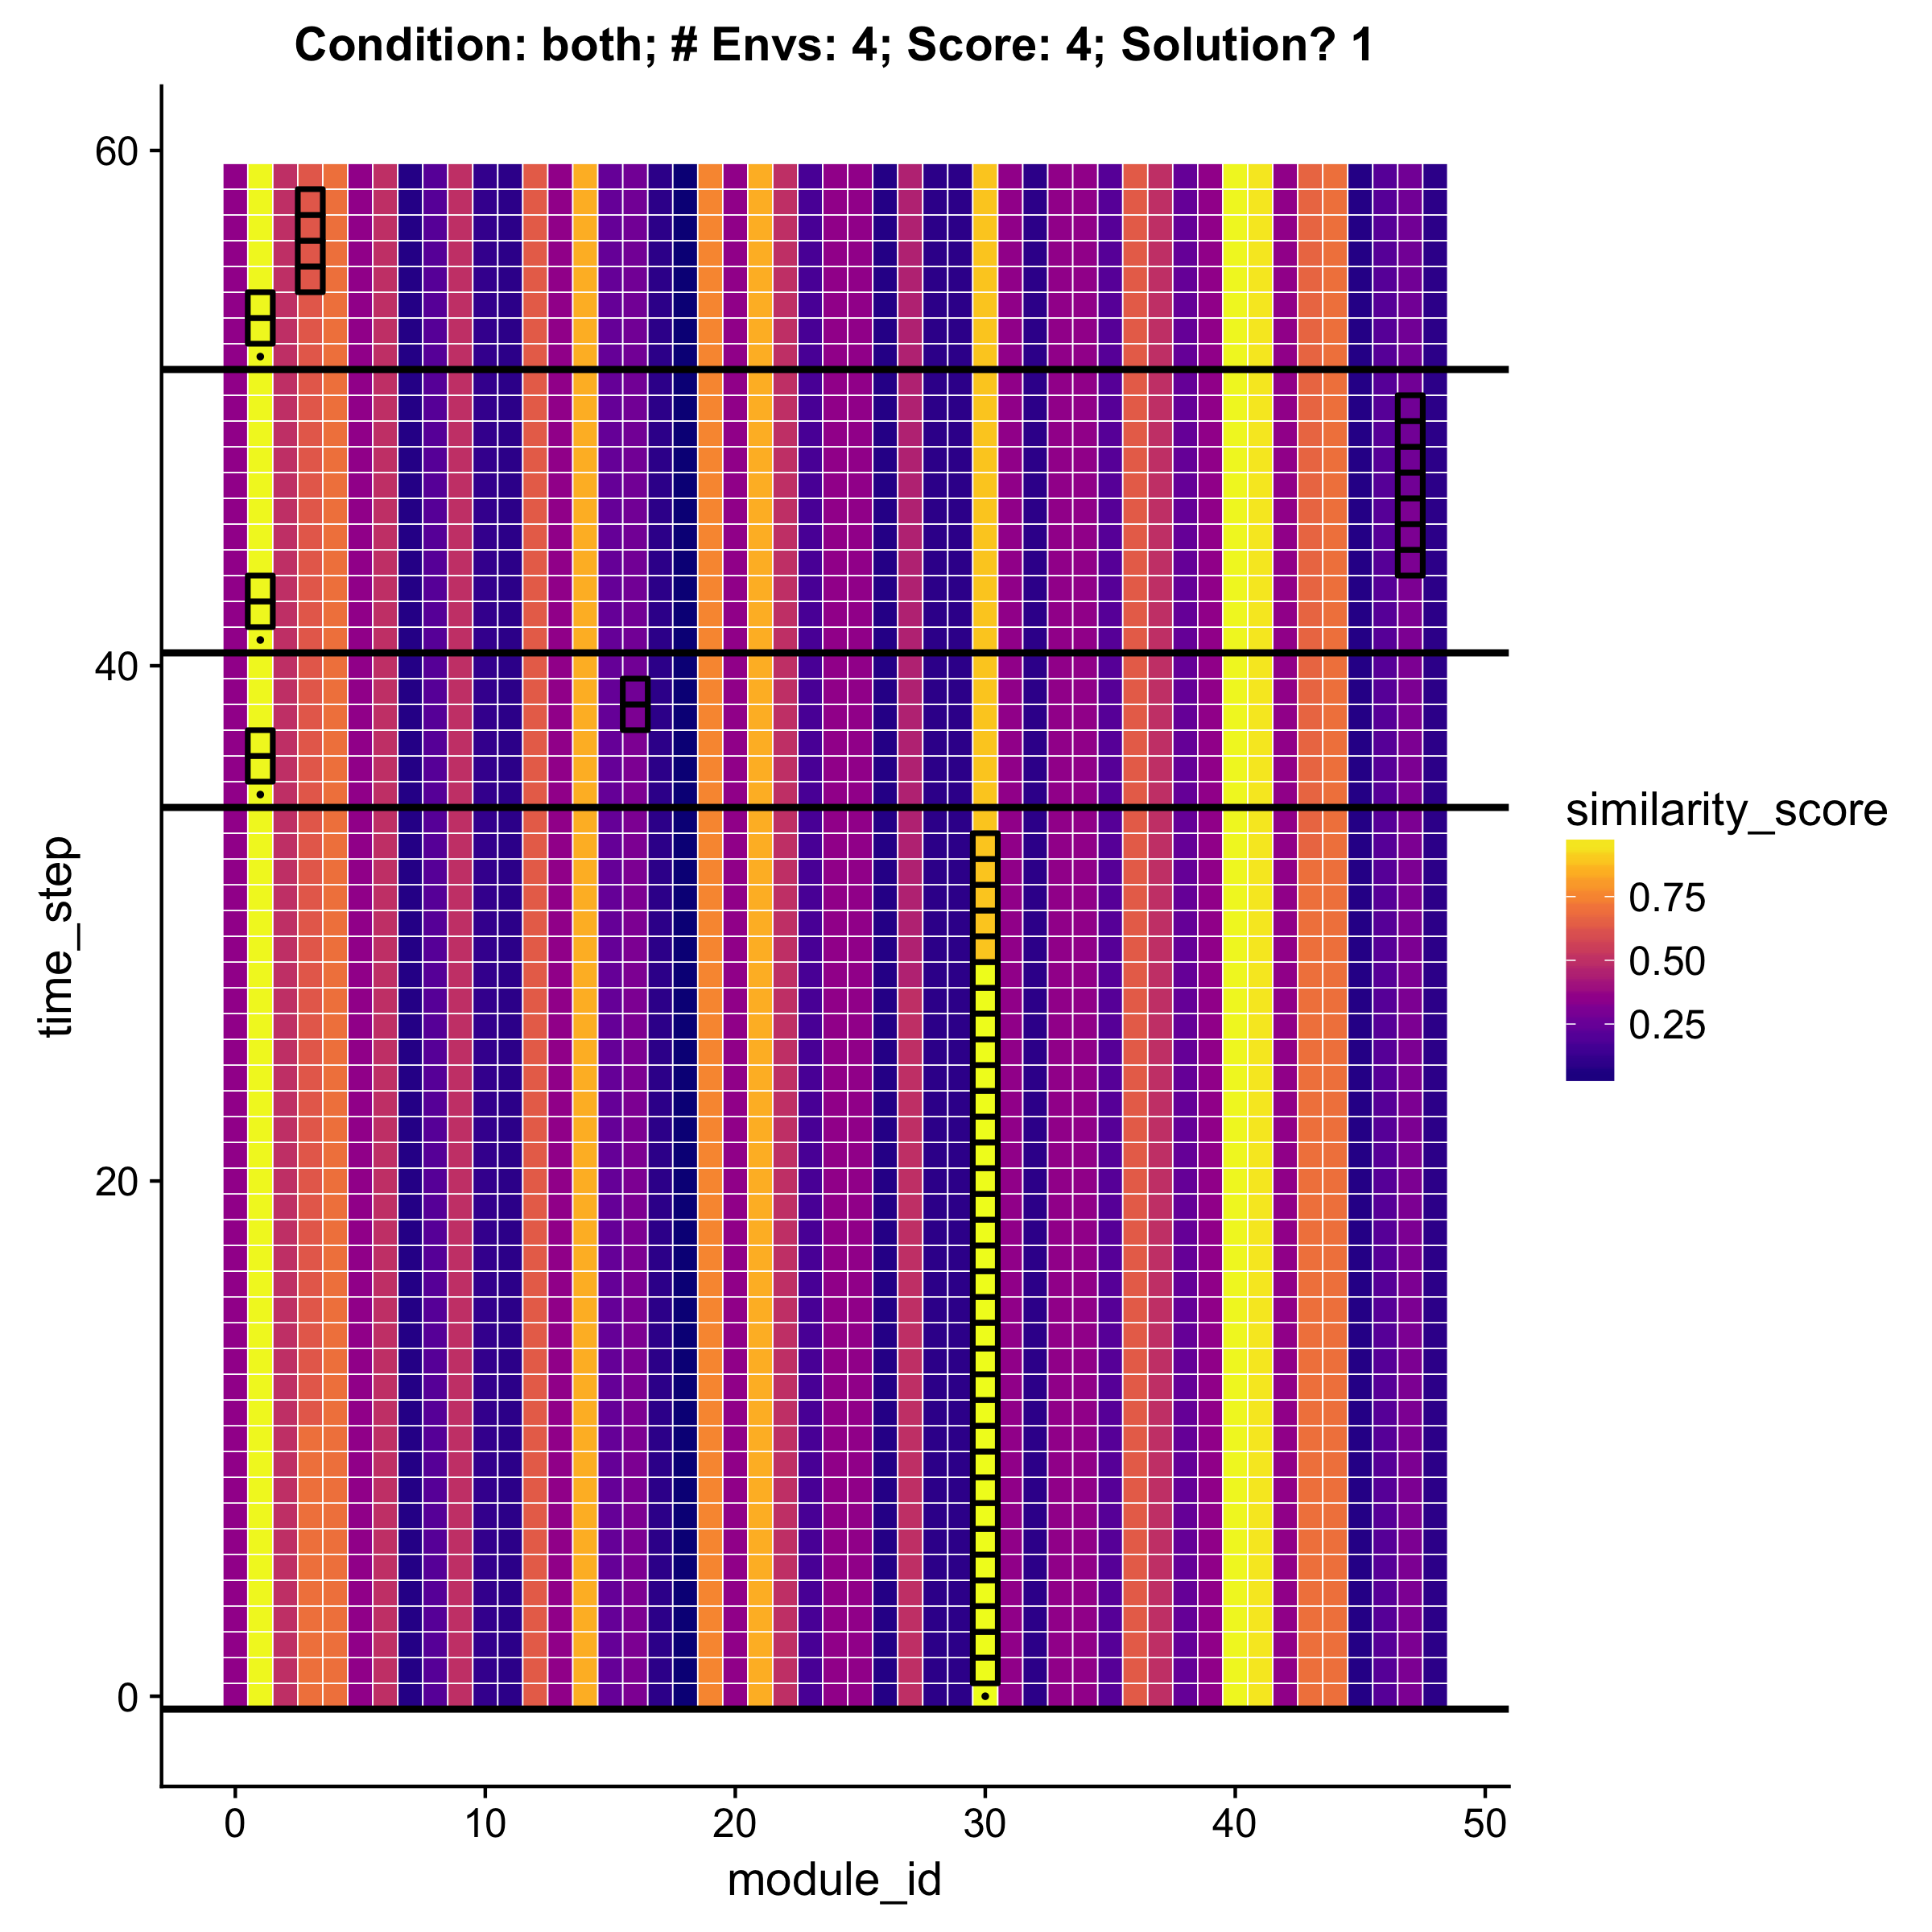 Condition: both; # Envs: 4; Score: 4; Solution? 1
60
40
20
0
time_step
0 10 20 30 40 50
module_id
similarity_score
0.75
0.50
0.25